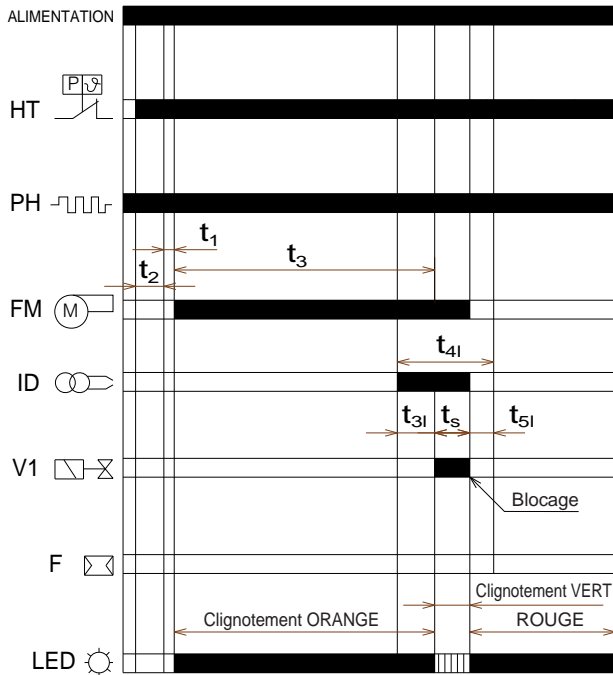 ALIMENTATION
P ϑ
HT
PH
t1
t2
t3
FM M
t4l
ID
t3l ts t5l
V1
Blocage
F
Clignotement VERT
Clignotement ORANGE ROUGE
LED